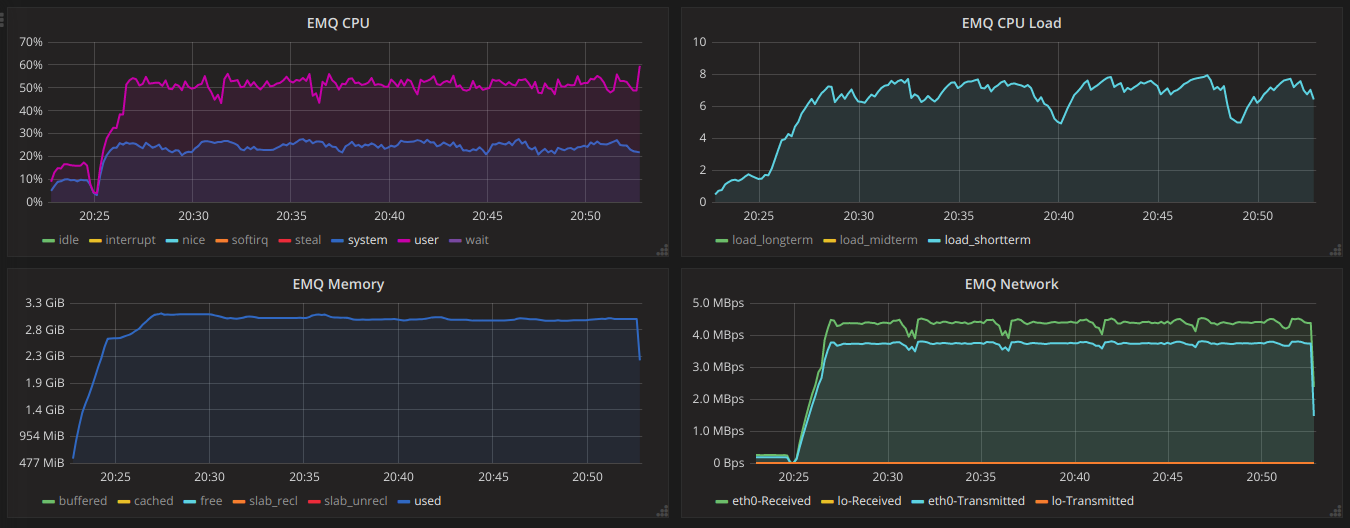 EMQ CPU
70%
60%
50%
40%
30%
20%
10%
0%
20:25 20:30 20:35 20:40 20:45 20:50
idle interrupt nice softirq steal system user wait
EMQ CPU Load
10
8
6
4
2
0
20:25 20:30 20:35 20:40 20:45 20:50
load_longterm load_midterm load_shortterm
EMQ Memory
3.3 GiB
2.8 GiB
2.3 GiB
1.9 GiB
1.4 GiB
954 MiB
477 MiB
20:25 20:30 20:35 20:40 20:45 20:50
buffered cached free slab_recl slab_unrecl used
EMQ Network
5.0 MBps
4.0 MBps
3.0 MBps
2.0 MBps
1.0 MBps
0 Bps
20:25 20:30 20:35 20:40 20:45 20:50
eth0-Received lo-Received eth0-Transmitted lo-Transmitted